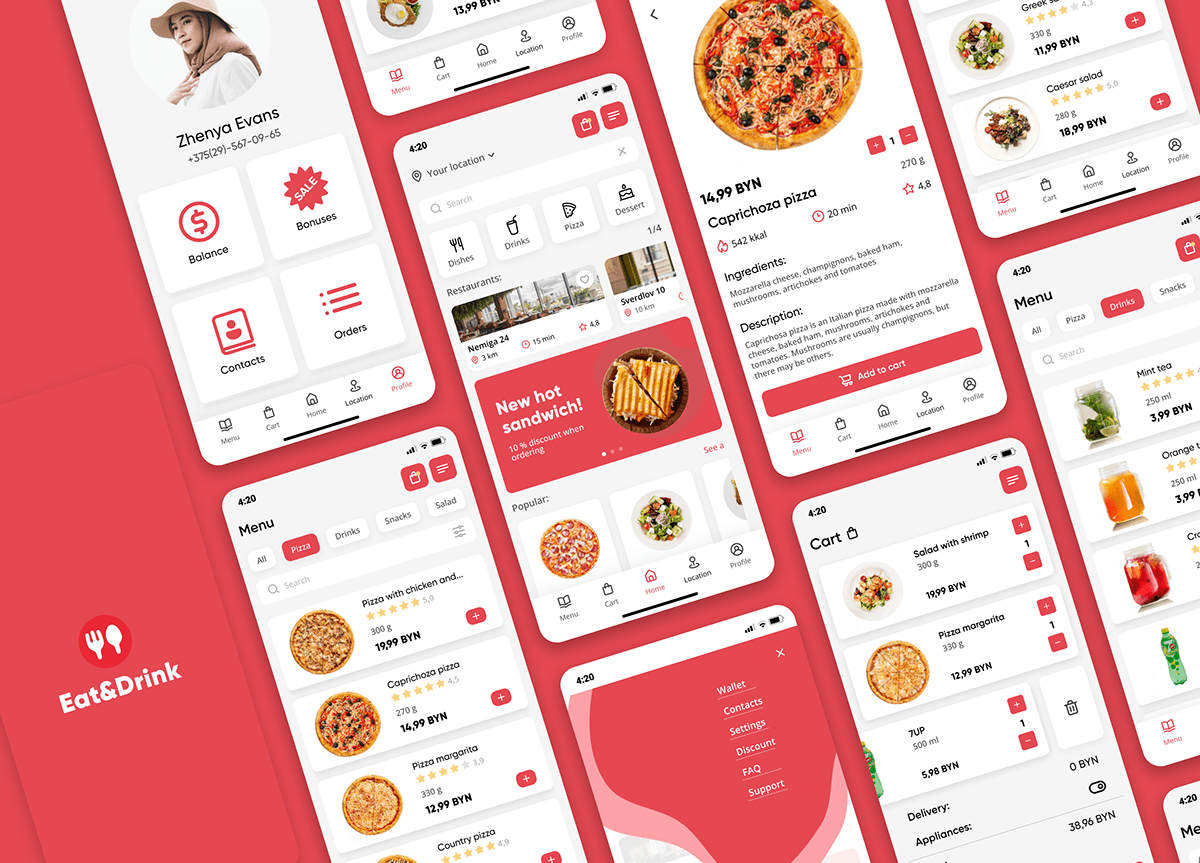 Zhenya Evans
+375(29)-567-09-65
Balance
SALE
Bonuses
Contacts
Orders
Menu
Cart
Home
Location
Profile
13,99 BYN
Menu
Cart
Home
Location
Profile
4:20
Your location
Search
Dishes
Drinks
Pizza
Dessert
Restaurants:
1/4
Nemiga 24
4,8
3 km
15 min
Sverdlov 10
10 km
New hot
sandwich!
10 % discount when
ordering
See a
Popular:
Menu
Cart
Home
Location
Profile
1
270 g
14,99 BYN
Caprichoza pizza
4,8
542 kkal
20 min
Ingredients:
Mozzarella cheese, champignons, baked ham,
mushrooms, artichokes and tomatoes
Description:
Caprichosa pizza is an Italian pizza made with mozzarella
cheese, baked ham, mushrooms, artichokes and
tomatoes. Mushrooms are usually champignons, but
there may be others.
Add to cart
Menu
Cart
Home
Location
Profile
Greek salad
4,3
330 g
11,99 BYN
Caesar salad
5,0
280 g
18,99 BYN
Menu
Cart
Home
Location
Profile
4:20
Menu
All
Pizza
Drinks
Snacks
Search
Mint tea
250 ml
3,99 BYN
Orange t
250 ml
3,99
Menu
Eat&Drink
4:20
Menu
All
Pizza
Drinks
Snacks
Salad
Search
Pizza with chicken and...
5,0
300 g
19,99 BYN
Caprichoza pizza
4,5
270 g
14,99 BYN
Pizza margarita
3,9
330 g
12,99 BYN
Country pizza
4,9
4:20
Wallet
Contacts
Settings
Discount
FAQ
Support
4:20
Cart
Salad with shrimp
300 g
1
19,99 BYN
Pizza margarita
330 g
1
12,99 BYN
7UP
500 ml
1
5,98 BYN
Delivery:
0 BYN
Appliances:
38,96 BYN
4:20
Me